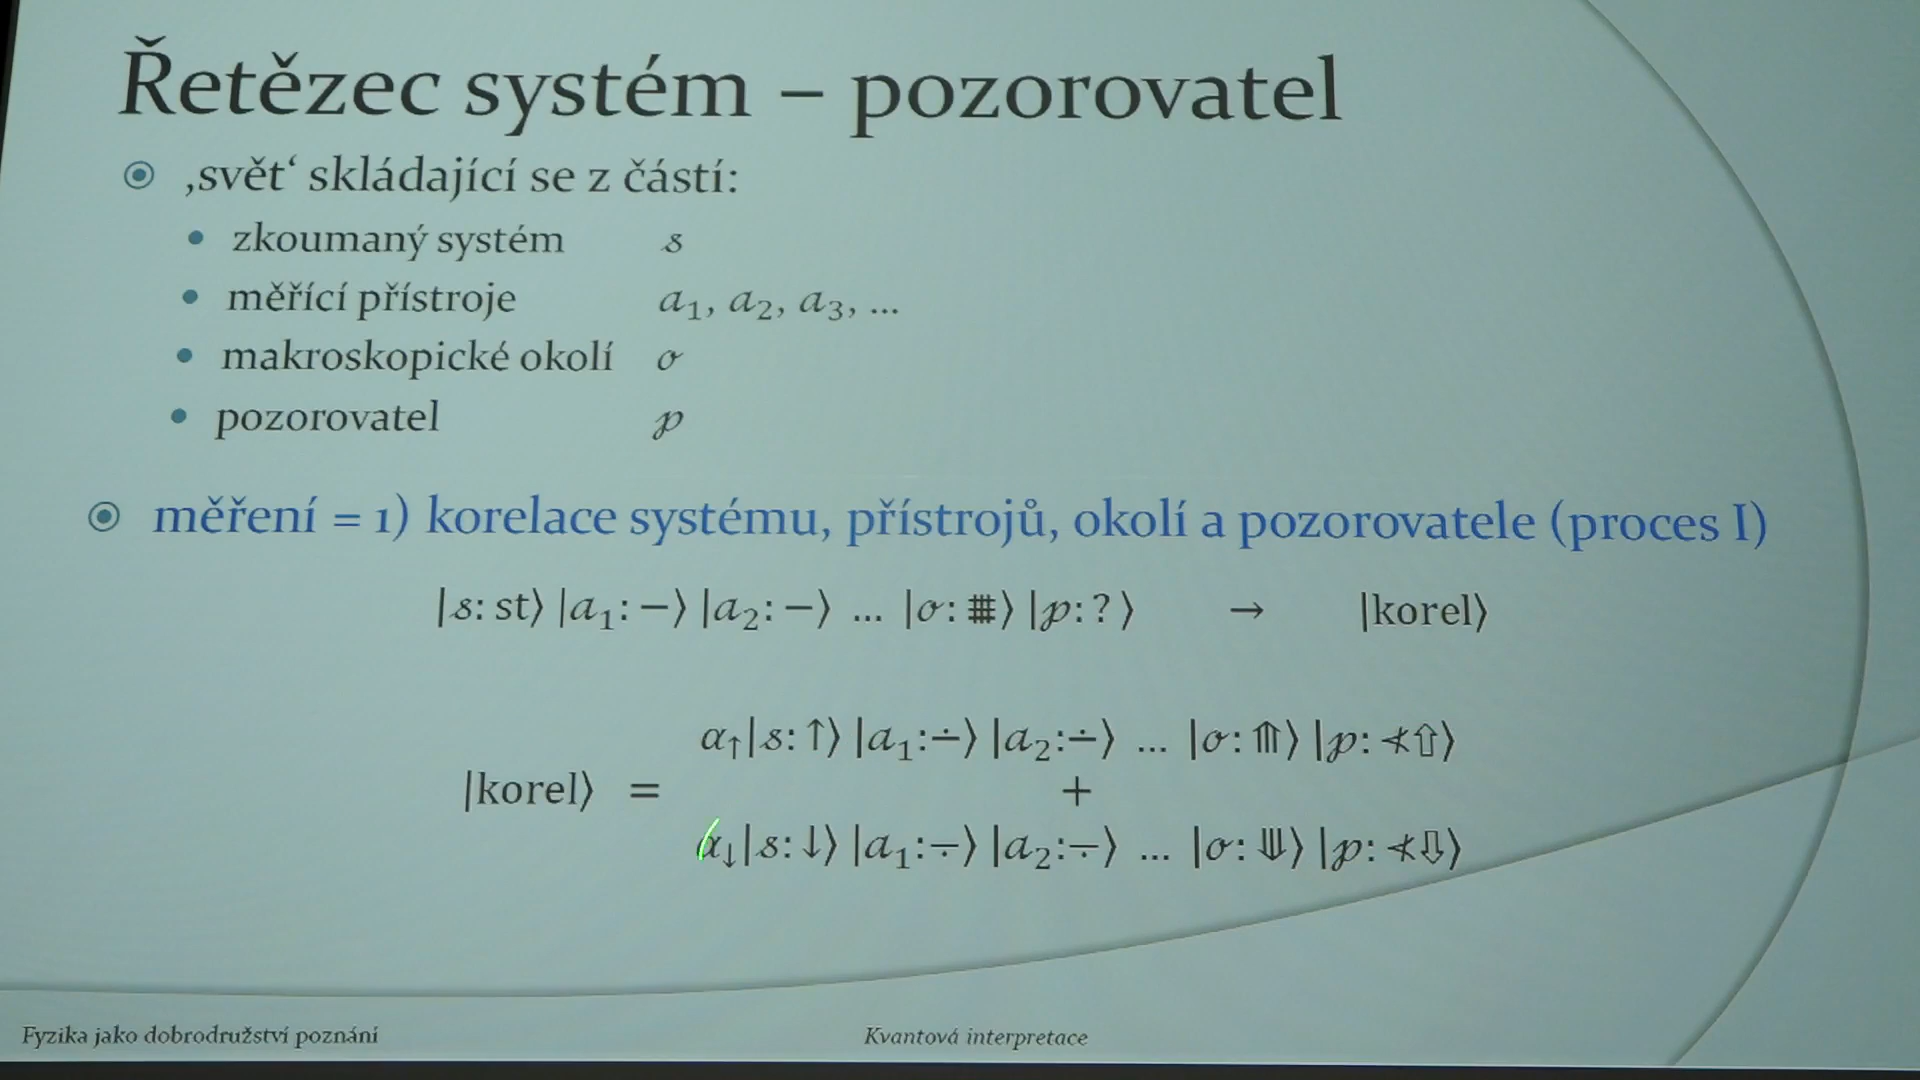 Řetězec systém – pozorovatel
‚svět‘ skládající se z částí:
zkoumaný systém s
měřící přístroje a₁, a₂, a₃, ...
makroskopické okolí o
pozorovatel p
měření = 1) korelace systému, přístrojů, okolí a pozorovatele (proces I)
|s: st⟩ |a₁: −⟩ |a₂: −⟩ ... |o: ⋕⟩ |p: ? ⟩ → |korel⟩
α↑|s: ↑⟩ |a₁:∸⟩ |a₂:∸⟩ ... |o: ⤊⟩ |p: ∢⇧⟩
|korel⟩ = +
α↓|s: ↓⟩ |a₁:⨪⟩ |a₂:⨪⟩ ... |o: ⤋⟩ |p: ∢⇩⟩
Fyzika jako dobrodružství poznání
Kvantová interpretace